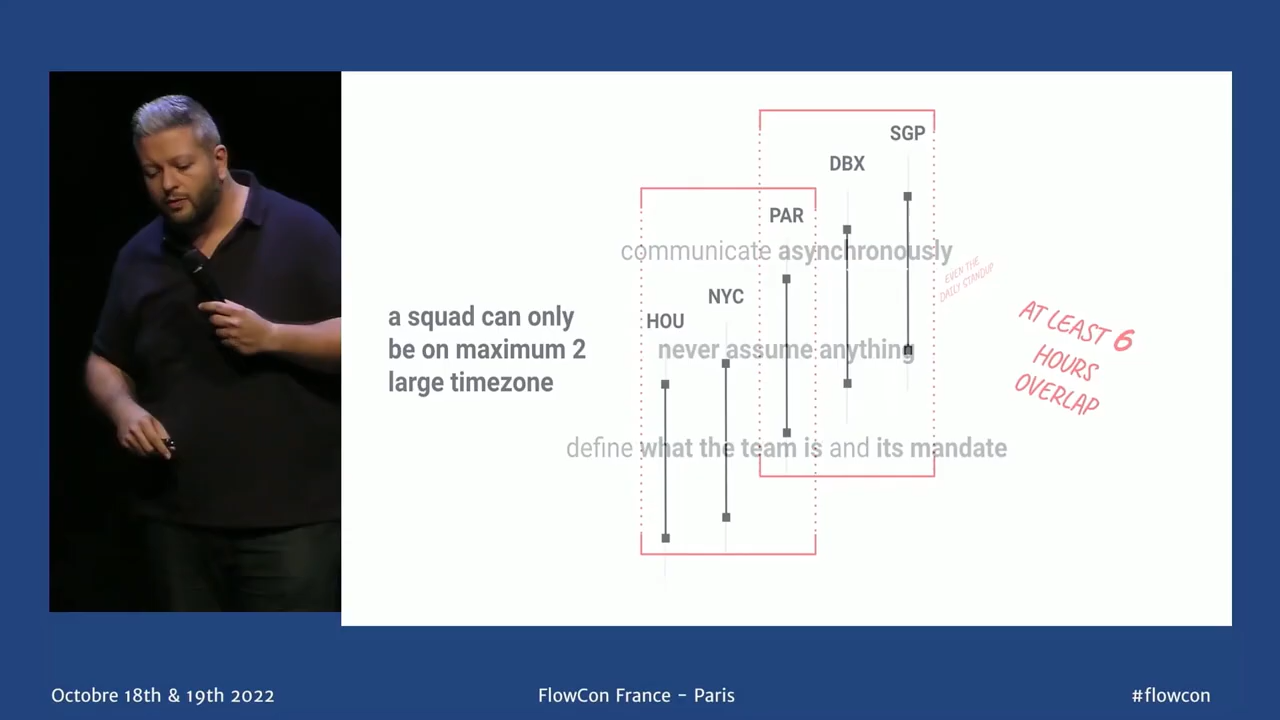 SGP
DBX
PAR
communicate asynchronously
EVEN THE
DAILY STANDUP
NYC
HOU
a squad can only
be on maximum 2
large timezone
never assume anything
AT LEAST 6
HOURS
OVERLAP
define what the team is and its mandate
Octobre 18th & 19th 2022
FlowCon France - Paris
#flowcon